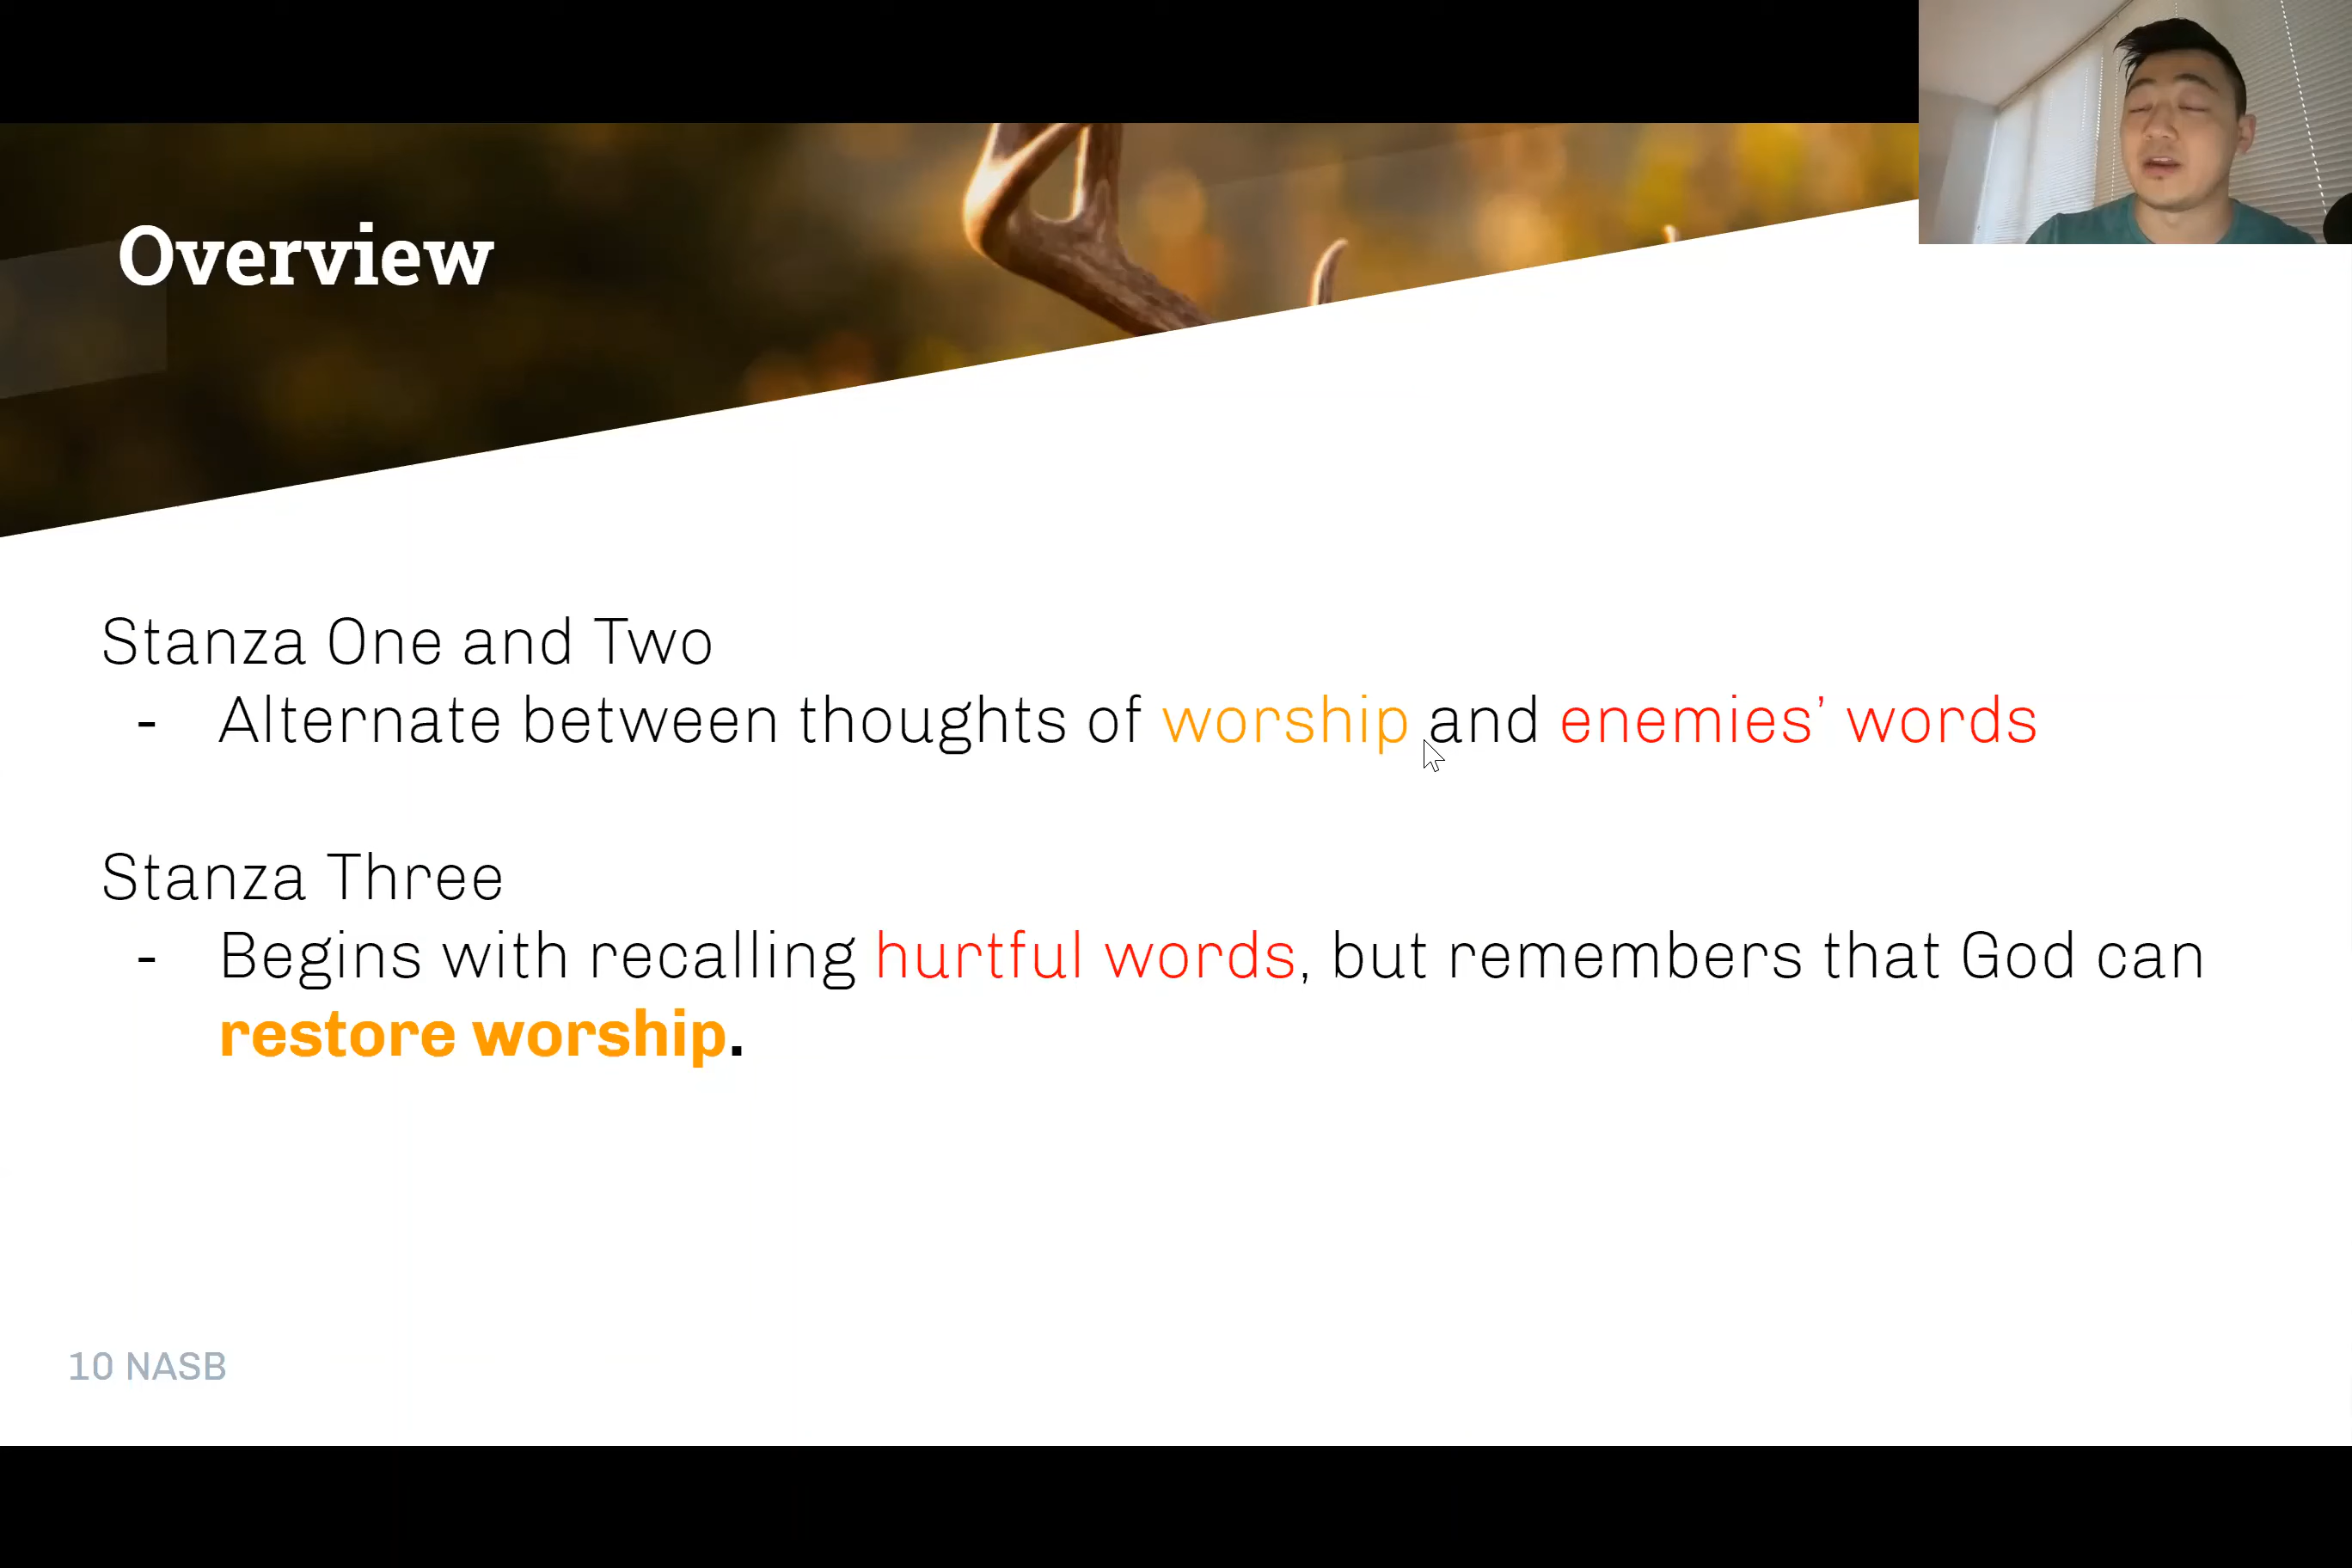 Overview
Stanza One and Two
- Alternate between thoughts of worship and enemies’ words
Stanza Three
- Begins with recalling hurtful words, but remembers that God can
restore worship.
10 NASB